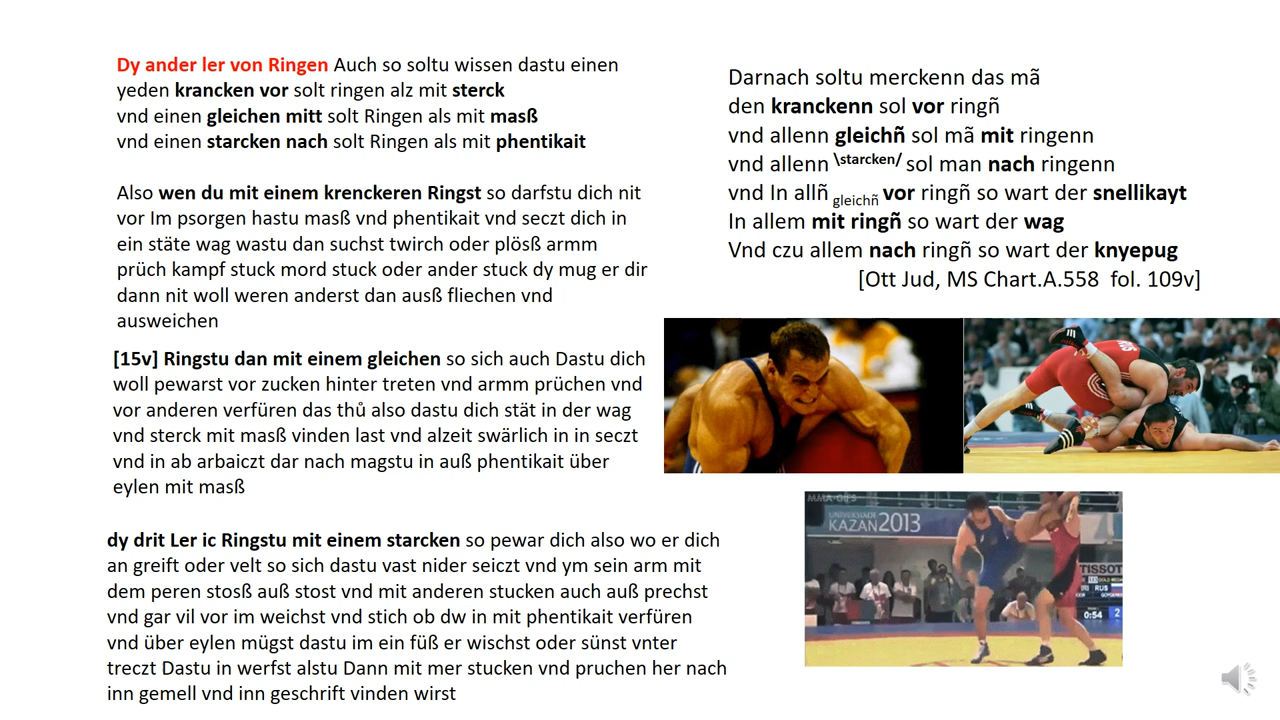 Dy ander ler von Ringen Auch so soltu wissen dastu einen
yeden krancken vor solt ringen alz mit sterck
vnd einen gleichen mitt solt Ringen als mit masß
vnd einen starcken nach solt Ringen als mit phentikait
Also wen du mit einem krenckeren Ringst so darfstu dich nit
vor Im psorgen hastu masß vnd phentikait vnd seczt dich in
ein stäte wag wastu dan suchst twirch oder plösß armm
prüch kampf stuck mord stuck oder ander stuck dy mug er dir
dann nit woll weren anderst dan ausß fliechen vnd
ausweichen
[15v] Ringstu dan mit einem gleichen so sich auch Dastu dich
woll pewarst vor zucken hinter treten vnd armm prüchen vnd
vor anderen verfüren das thů also dastu dich stät in der wag
vnd sterck mit masß vinden last vnd alzeit swärlich in in seczt
vnd in ab arbaiczt dar nach magstu in auß phentikait über
eylen mit masß
dy drit Ler ic Ringstu mit einem starcken so pewar dich also wo er dich
an greift oder velt so sich dastu vast nider seiczt vnd ym sein arm mit
dem peren stosß auß stost vnd mit anderen stucken auch auß prechst
vnd gar vil vor im weichst vnd stich ob dw in mit phentikait verfüren
vnd über eylen mügst dastu im ein füß er wischst oder sünst vnter
treczt Dastu in werfst alstu Dann mit mer stucken vnd pruchen her nach
inn gemell vnd inn geschrift vinden wirst
Darnach soltu merckenn das mã
den kranckenn sol vor ringñ
vnd allenn gleichñ sol mã mit ringenn
vnd allenn \starcken/ sol man nach ringenn
vnd In allñ gleichñ vor ringñ so wart der snellikayt
In allem mit ringñ so wart der wag
Vnd czu allem nach ringñ so wart der knyepug
[Ott Jud, MS Chart.A.558 fol. 109v]
RUS
MMA-GIFS
UNIVERSIADE
KAZAN 2013
TISSOT
RUS
0:54 2